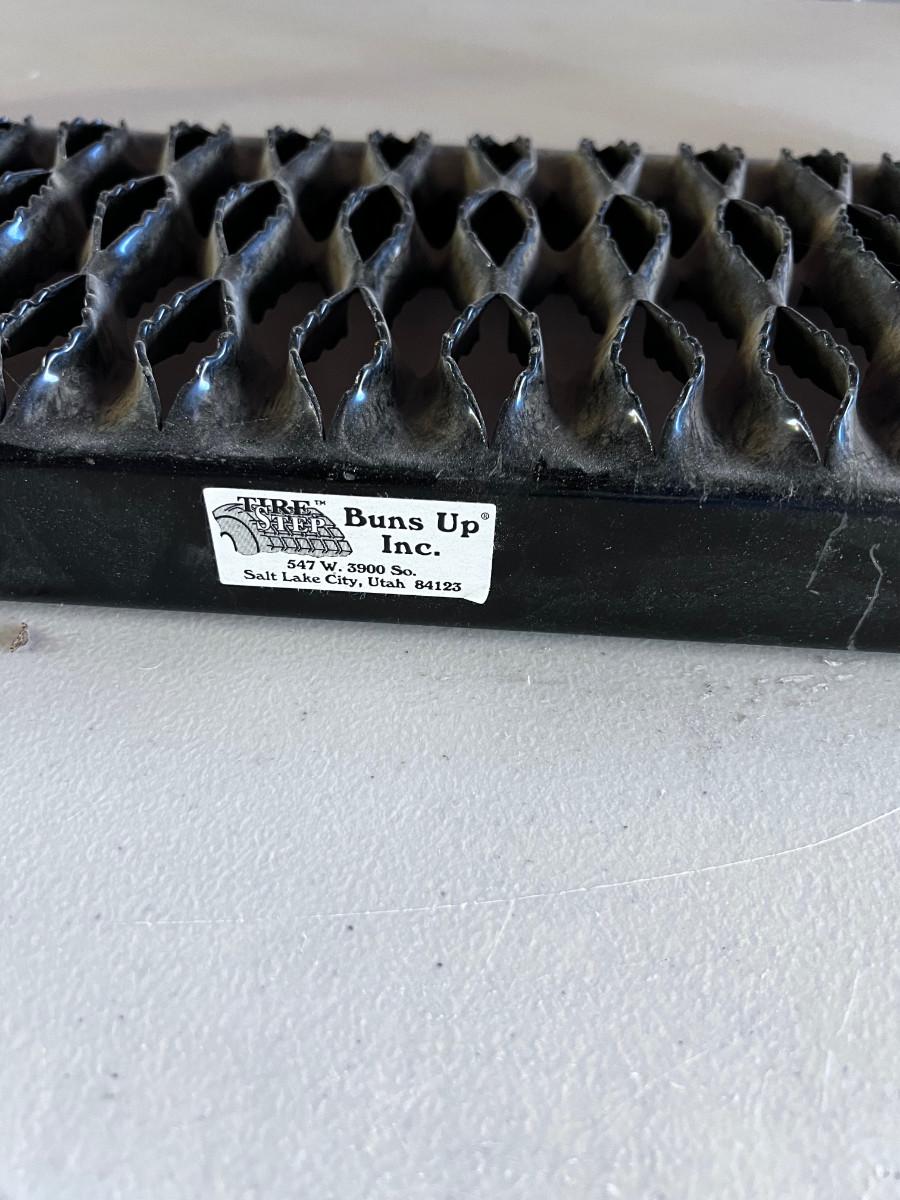 TIRE™
STEP
Buns Up®
Inc.
547 W. 3900 So.
Salt Lake City, Utah 84123